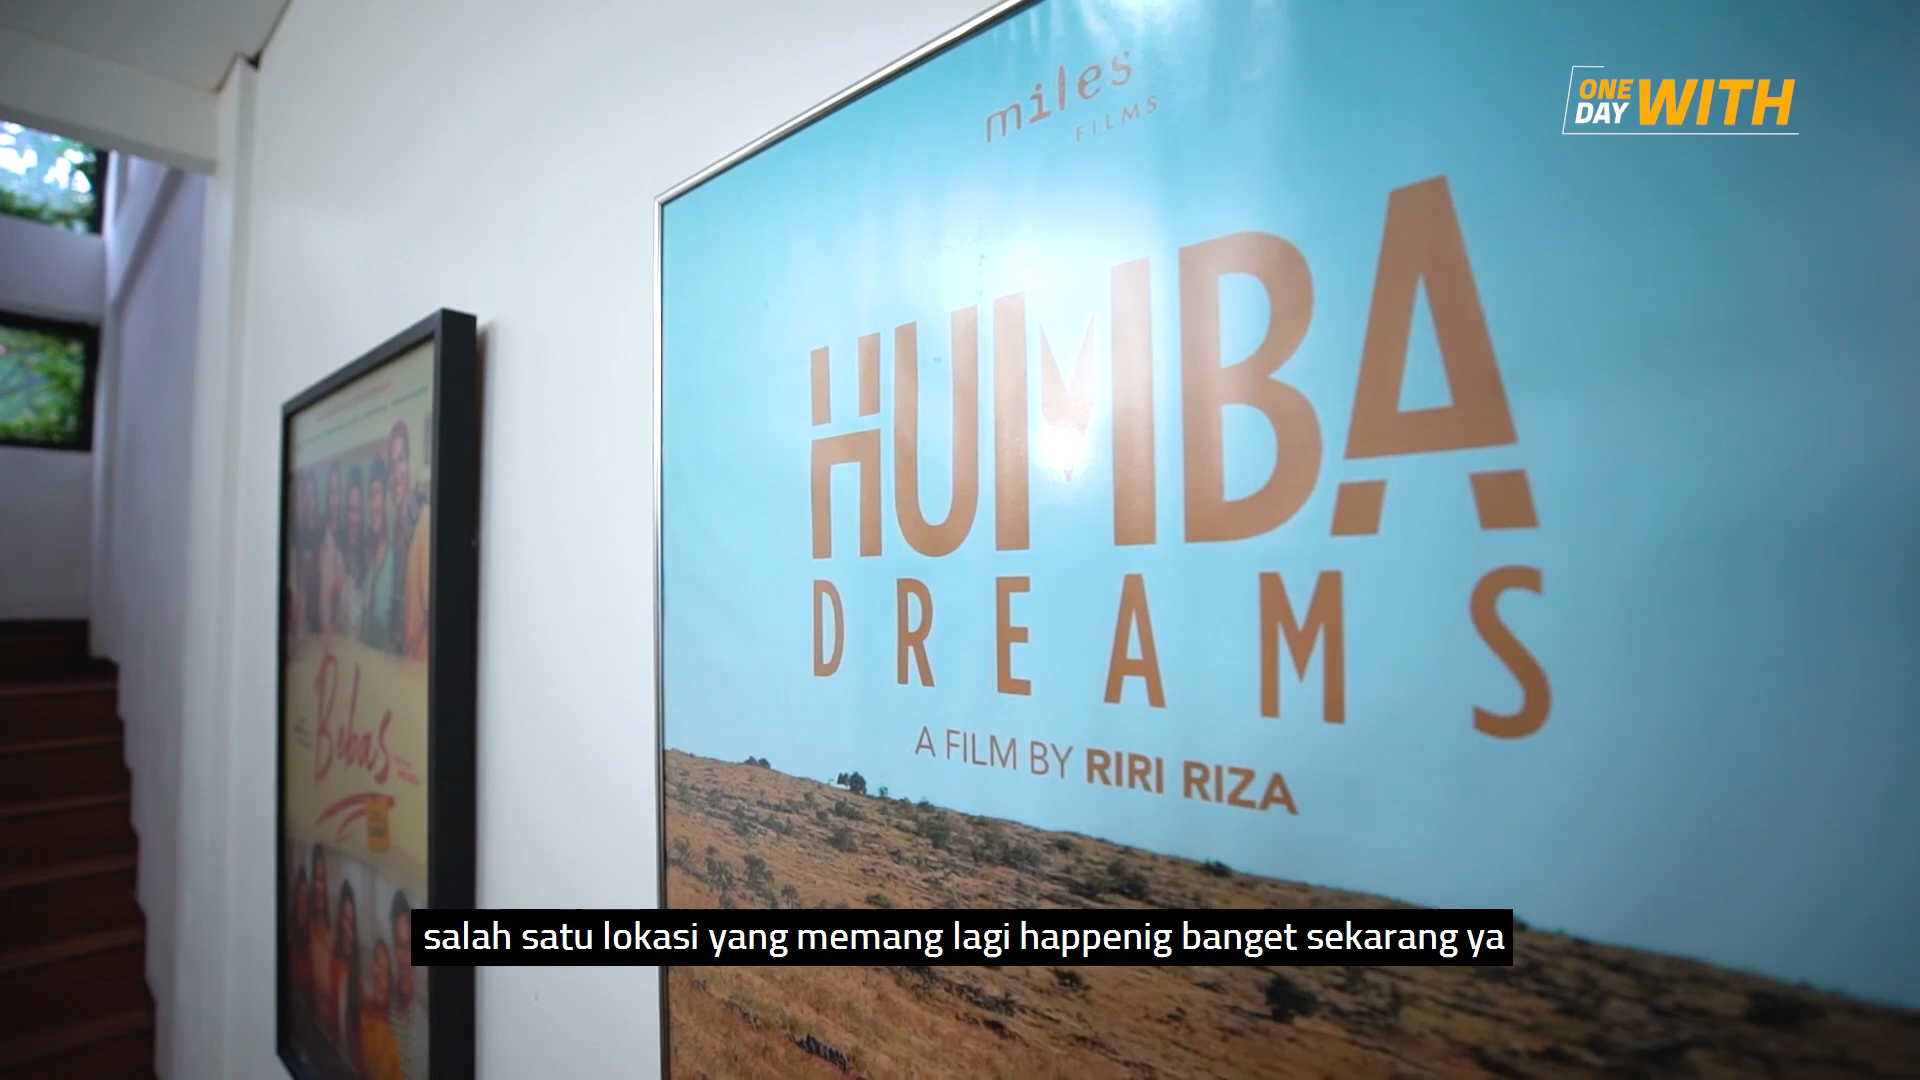 miles
FILMS
ONE
DAY WITH
HUMBA
DREAMS
A FILM BY RIRI RIZA
Bebas
salah satu lokasi yang memang lagi happenig banget sekarang ya